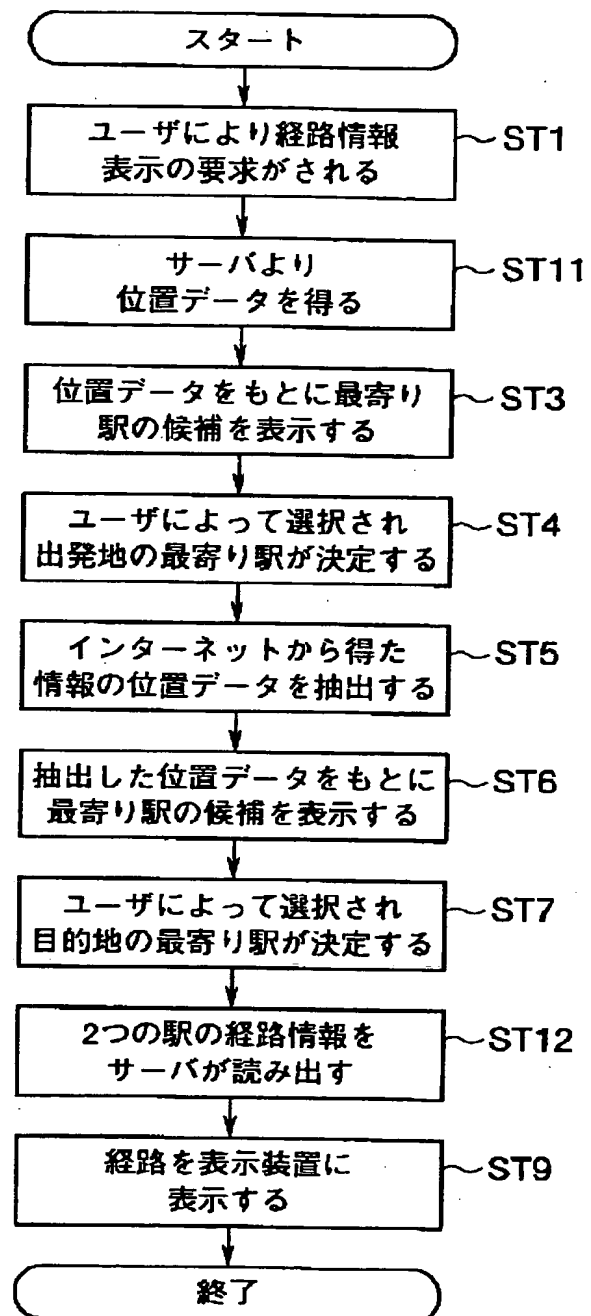 スタート
ユーザにより経路情報
表示の要求がされる
ST1
サーバより
位置データを得る
ST11
位置データをもとに最寄り
駅の候補を表示する
ST3
ユーザによって選択され
出発地の最寄り駅が決定する
ST4
インターネットから得た
情報の位置データを抽出する
ST5
抽出した位置データをもとに
最寄り駅の候補を表示する
ST6
ユーザによって選択され
目的地の最寄り駅が決定する
ST7
2つの駅の経路情報を
サーバが読み出す
ST12
経路を表示装置に
表示する
ST9
終了